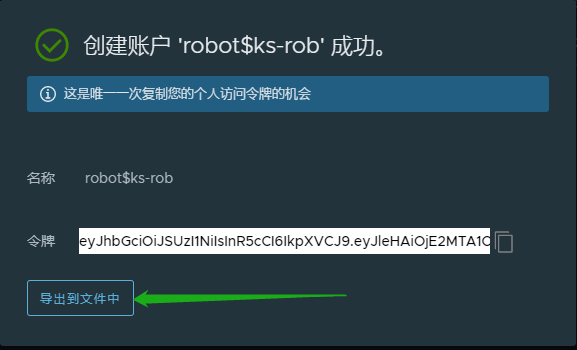 创建账户 'robot$ks-rob' 成功。
这是唯一一次复制您的个人访问令牌的机会
名称 robot$ks-rob
令牌 eyJhbGciOiJSUzI1NiIsInR5cCI6IkpXVCJ9.eyJleHAiOjE2MTA1C
导出到文件中